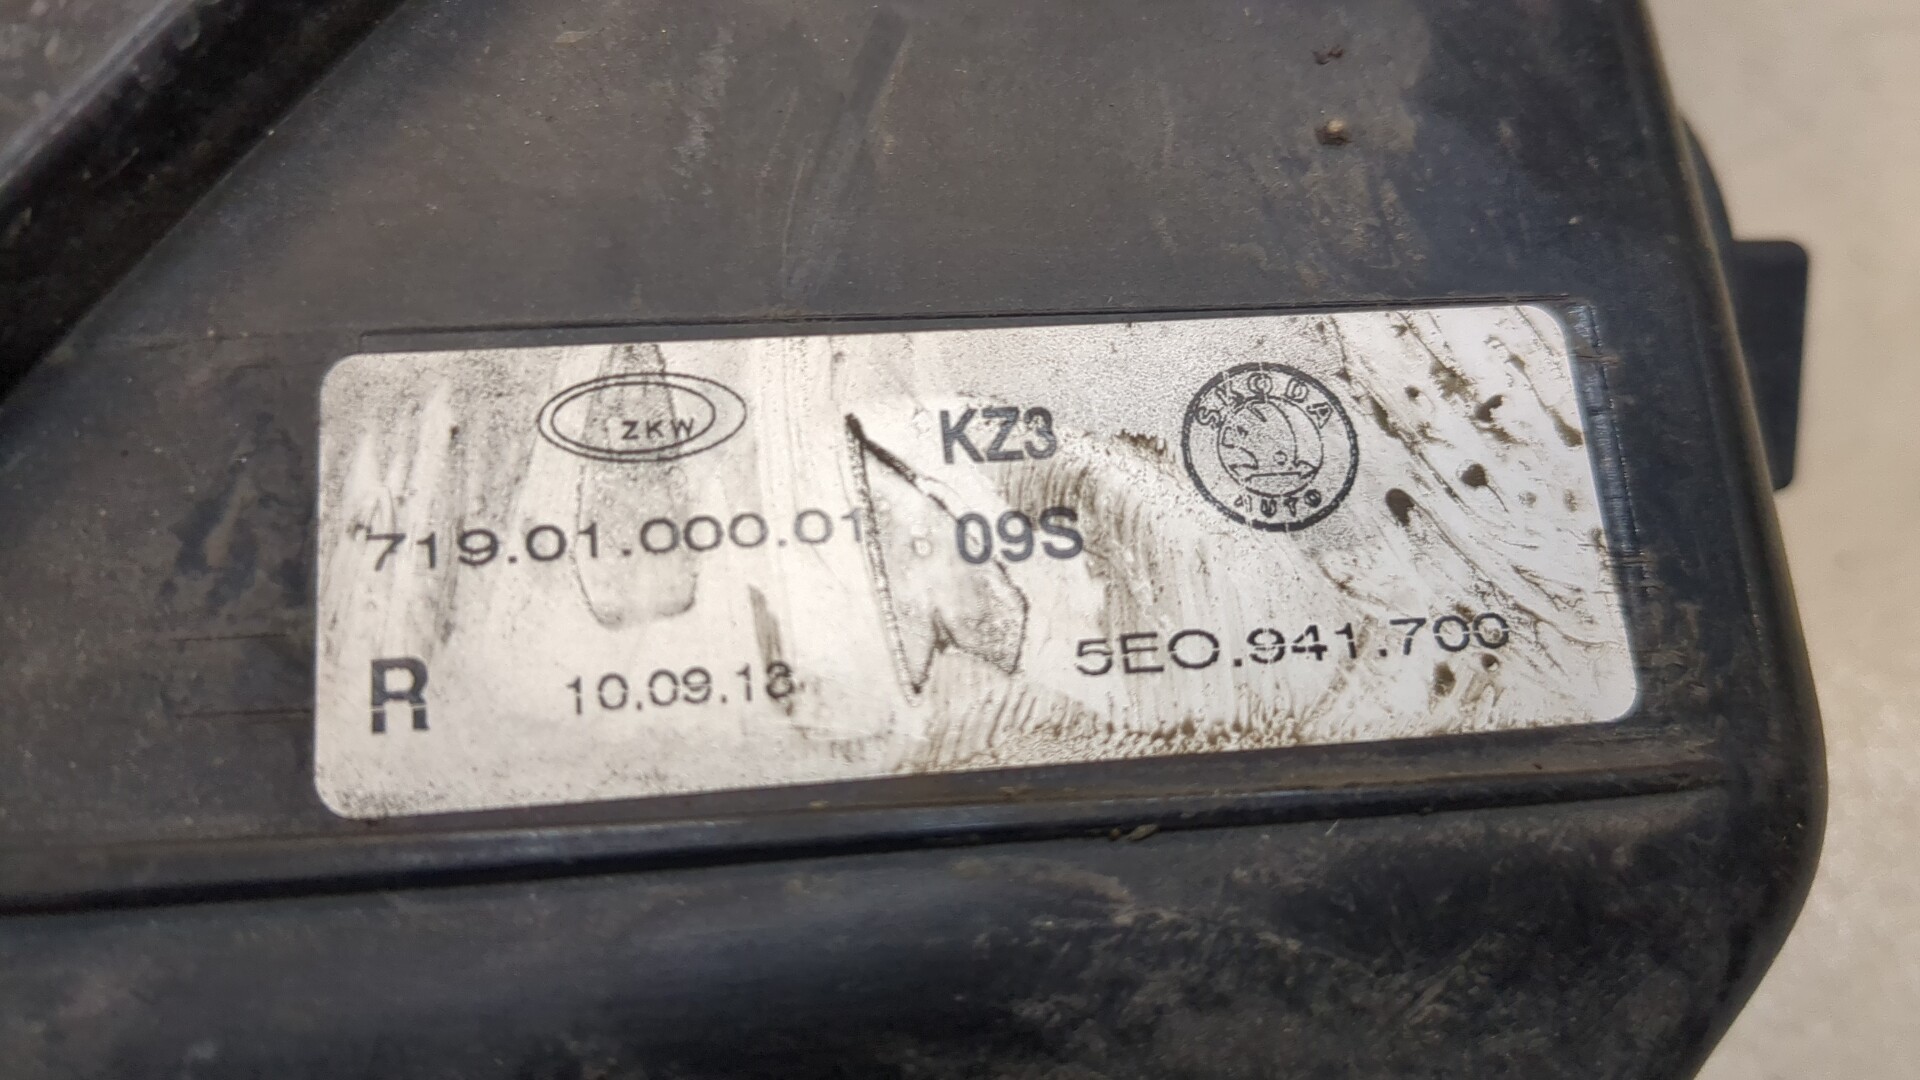 ZKW
KZ3
SKODA
AUTO
719.01.000.01
09S
5E0.941.700
R
10.09.13